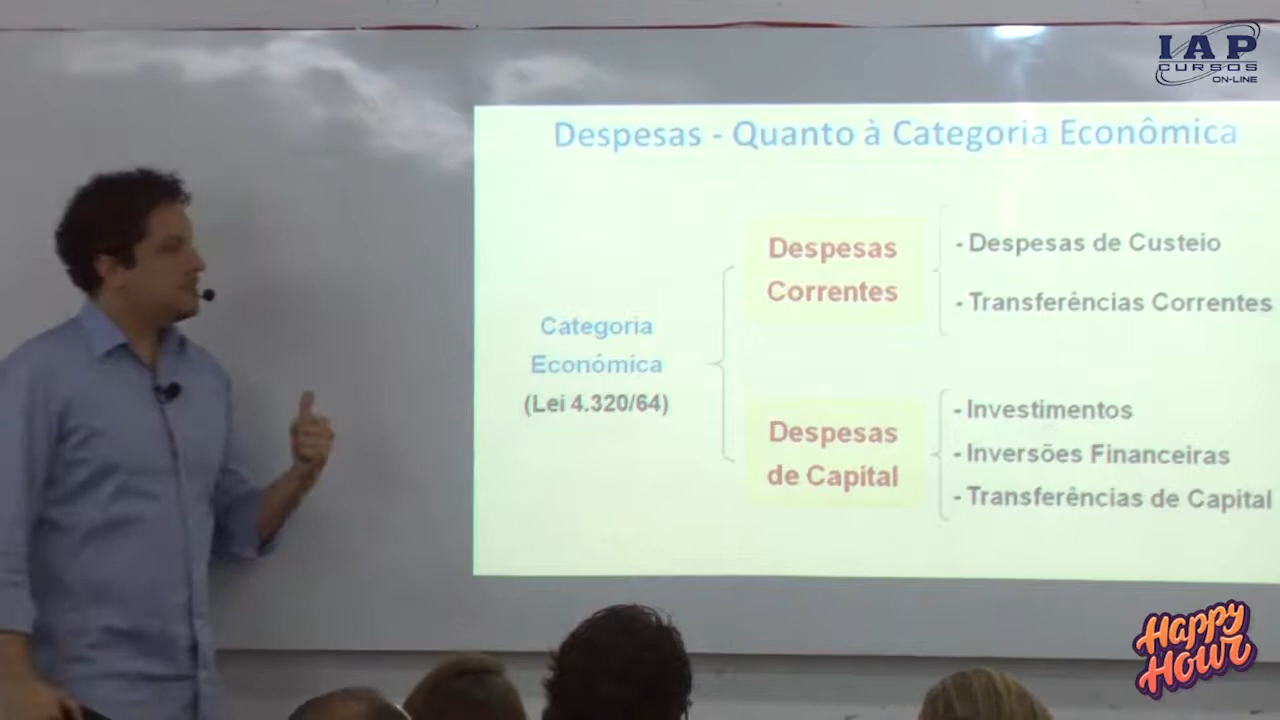 IAP
CURSOS
ON-LINE
Despesas - Quanto à Categoria Econômica
Categoria
Econômica
(Lei 4.320/64)
Despesas
Correntes
- Despesas de Custeio
- Transferências Correntes
Despesas
de Capital
- Investimentos
- Inversões Financeiras
- Transferências de Capital
Happy
Hour